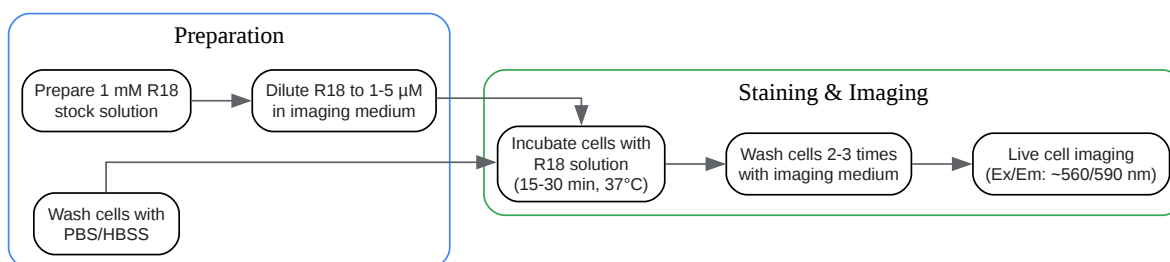 Preparation
Prepare 1 mM R18
stock solution
Dilute R18 to 1-5 µM
in imaging medium
Wash cells with
PBS/HBSS
Staining & Imaging
Incubate cells with
R18 solution
(15-30 min, 37°C)
Wash cells 2-3 times
with imaging medium
Live cell imaging
(Ex/Em: ~560/590 nm)